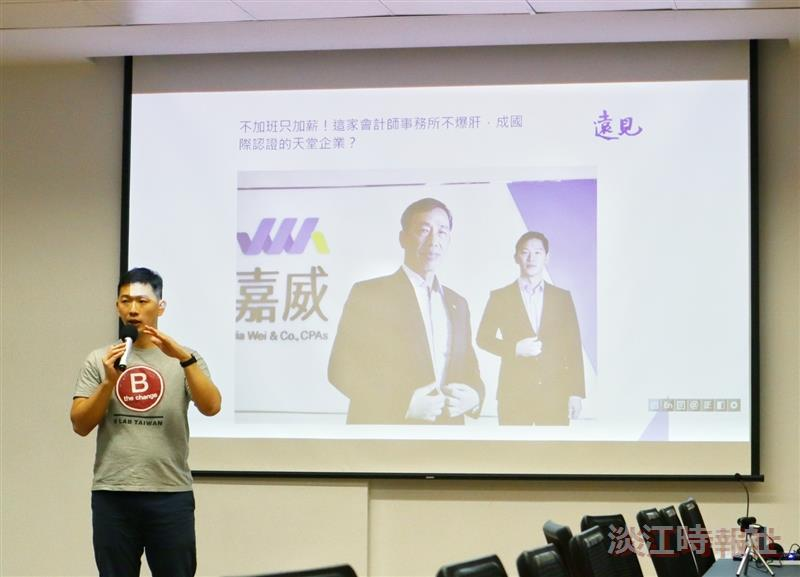 不加班只加薪！這家會計師事務所不爆肝，成國
際認證的天堂企業？
遠見
嘉威
ia Wei & Co., CPAs
B
the change
B LAB TAIWAN
淡江時報社